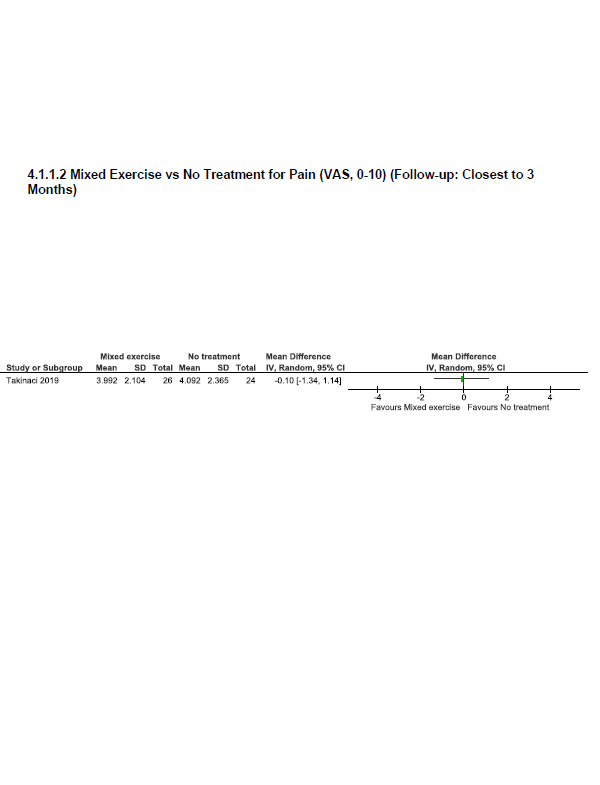 4.1.1.2 Mixed Exercise vs No Treatment for Pain (VAS, 0-10) (Follow-up: Closest to 3
Months)
Mixed exercise No treatment Mean Difference Mean Difference
Study or Subgroup Mean SD Total Mean SD Total IV, Random, 95% CI IV, Random, 95% CI
Takinaci 2019 3.992 2.104 26 4.092 2.365 24 -0.10 [-1.34, 1.14]
-4 -2 0 2 4
Favours Mixed exercise Favours No treatment